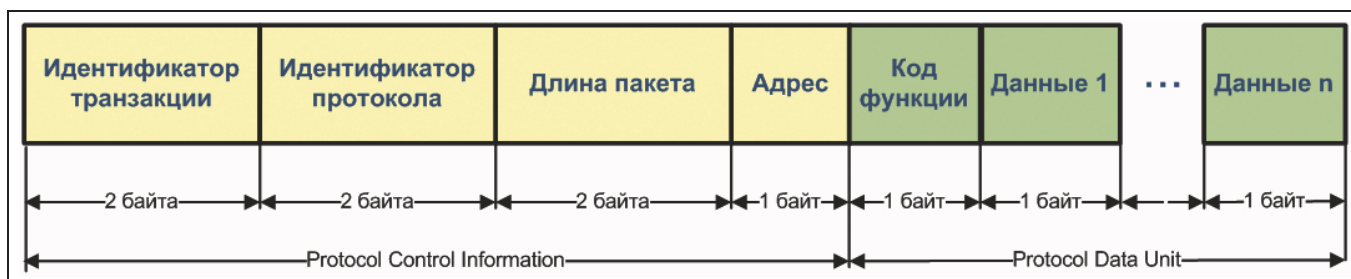 Идентификатор транзакции
Идентификатор протокола
Длина пакета
Адрес
Код функции
Данные 1
...
Данные n
2 байта
2 байта
2 байта
1 байт
1 байт
1 байт
1 байт
Protocol Control Information
Protocol Data Unit